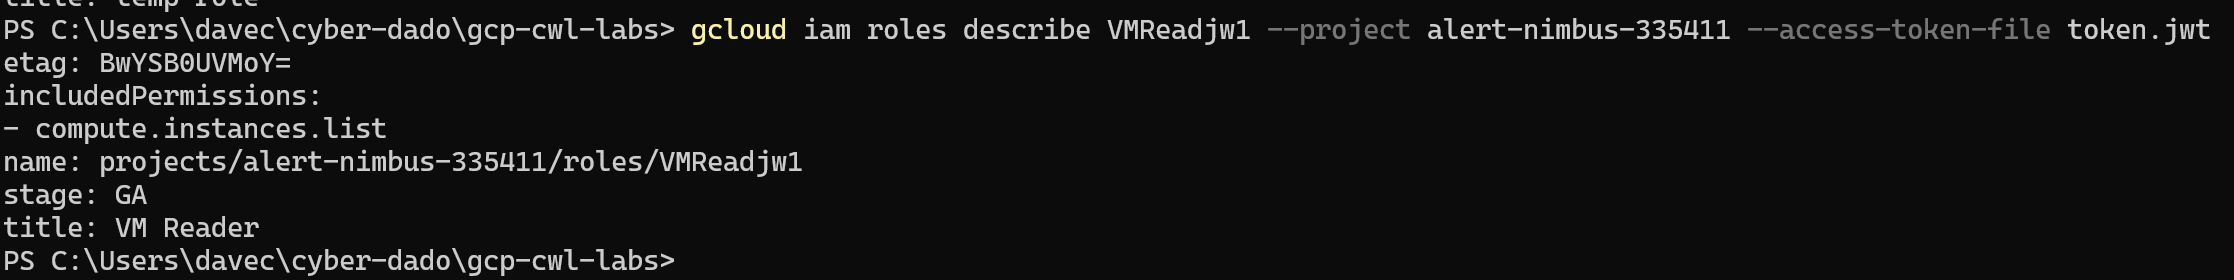 title: temp role
PS C:\Users\davec\cyber-dado\gcp-cwl-labs> gcloud iam roles describe VMReadjw1 --project alert-nimbus-335411 --access-token-file token.jwt
etag: BwYSB0UVMoY=
includedPermissions:
- compute.instances.list
name: projects/alert-nimbus-335411/roles/VMReadjw1
stage: GA
title: VM Reader
PS C:\Users\davec\cyber-dado\gcp-cwl-labs>